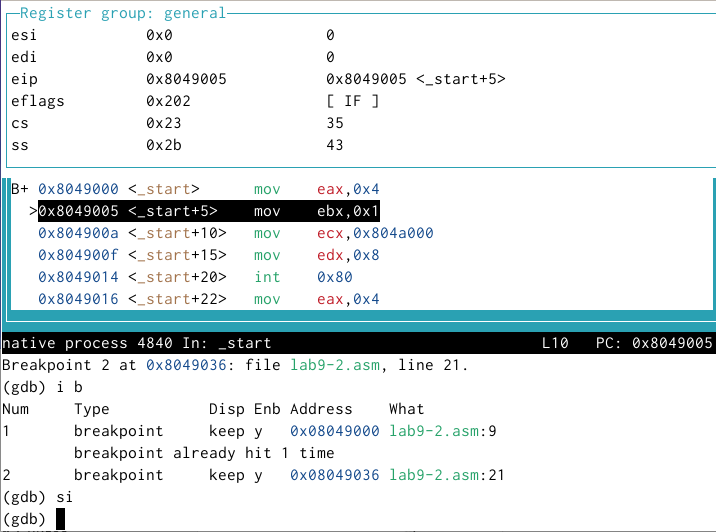 Register group: general
esi 0x0 0
edi 0x0 0
eip 0x8049005 0x8049005 <_start+5>
eflags 0x202 [ IF ]
cs 0x23 35
ss 0x2b 43
B+ 0x8049000 <_start> mov eax,0x4
>0x8049005 <_start+5> mov ebx,0x1
0x804900a <_start+10> mov ecx,0x804a000
0x804900f <_start+15> mov edx,0x8
0x8049014 <_start+20> int 0x80
0x8049016 <_start+22> mov eax,0x4
native process 4840 In: _start L10 PC: 0x8049005
Breakpoint 2 at 0x8049036: file lab9-2.asm, line 21.
(gdb) i b
Num Type Disp Enb Address What
1 breakpoint keep y 0x08049000 lab9-2.asm:9
breakpoint already hit 1 time
2 breakpoint keep y 0x08049036 lab9-2.asm:21
(gdb) si
(gdb)